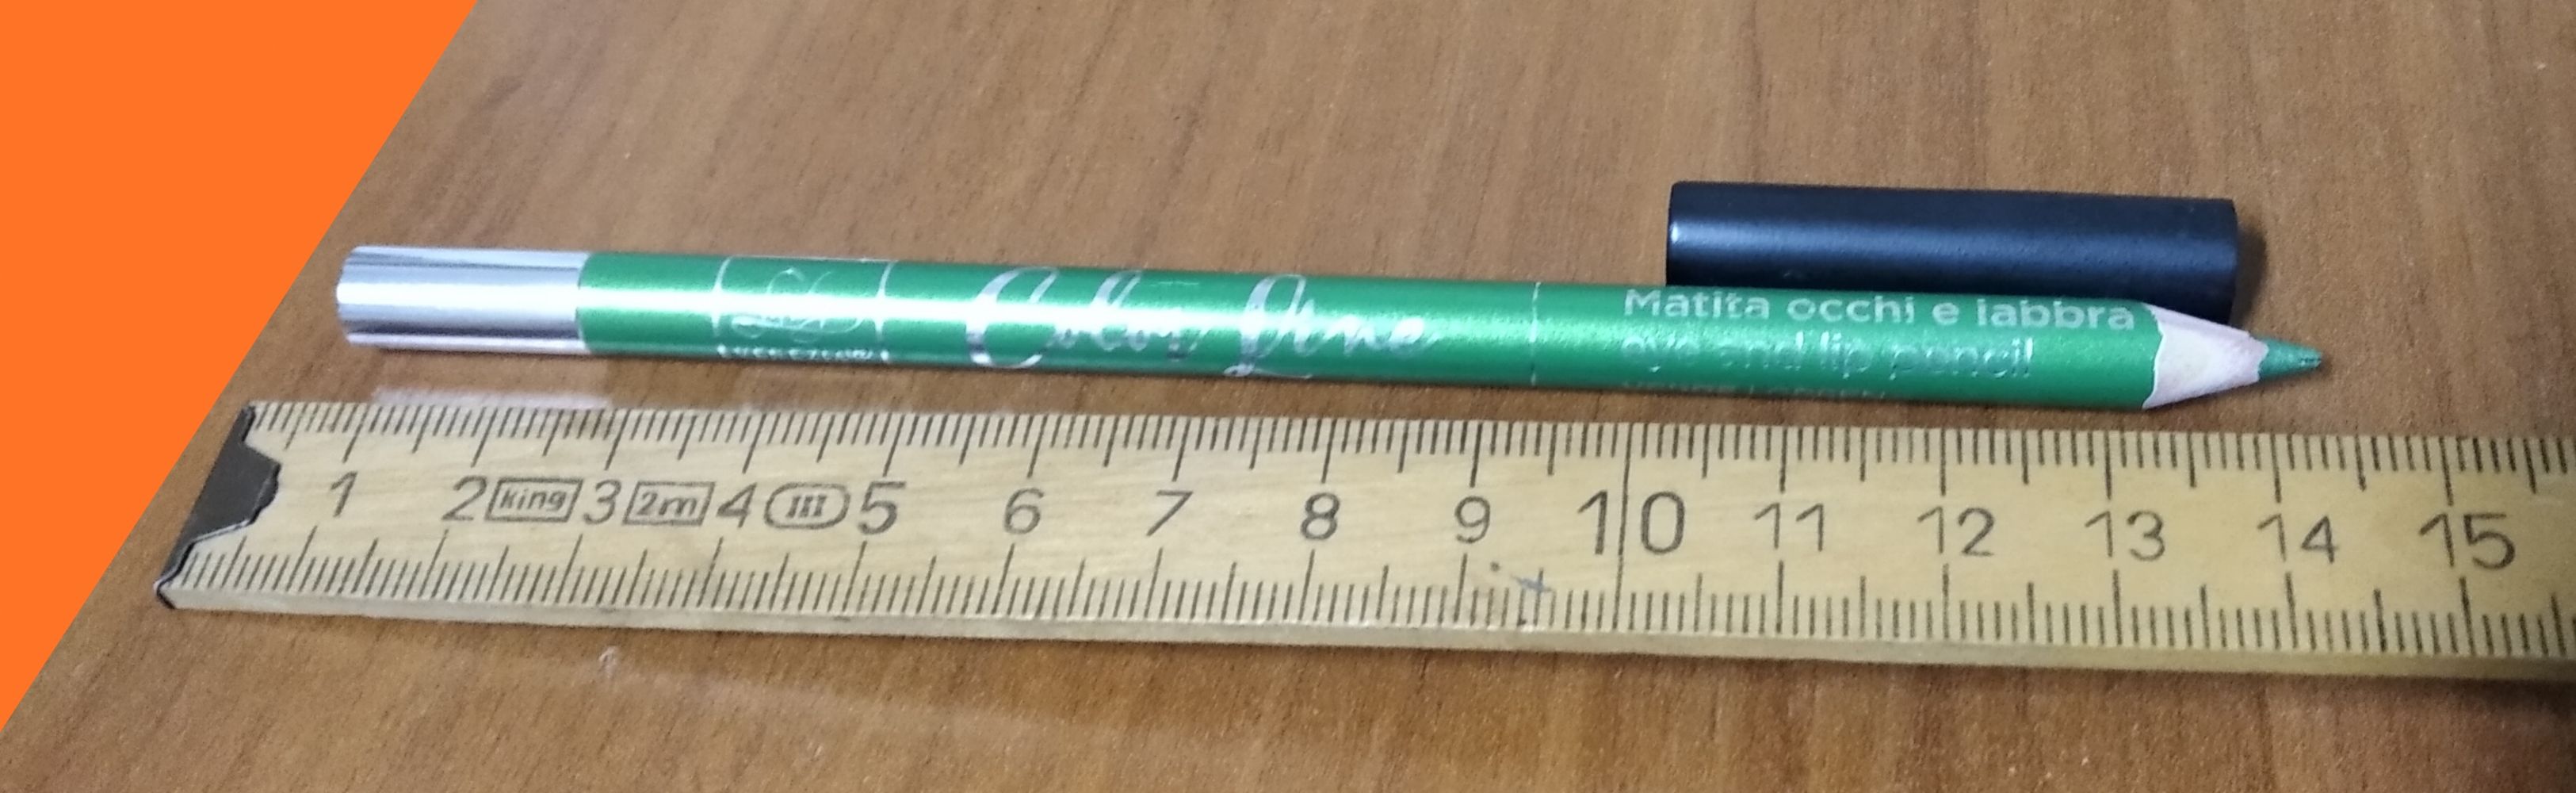 Color Line
Matita occhi e labbra
eye and lip pencil
1 2 king 3 2m 4 III 5 6 7 8 9 10 11 12 13 14 15